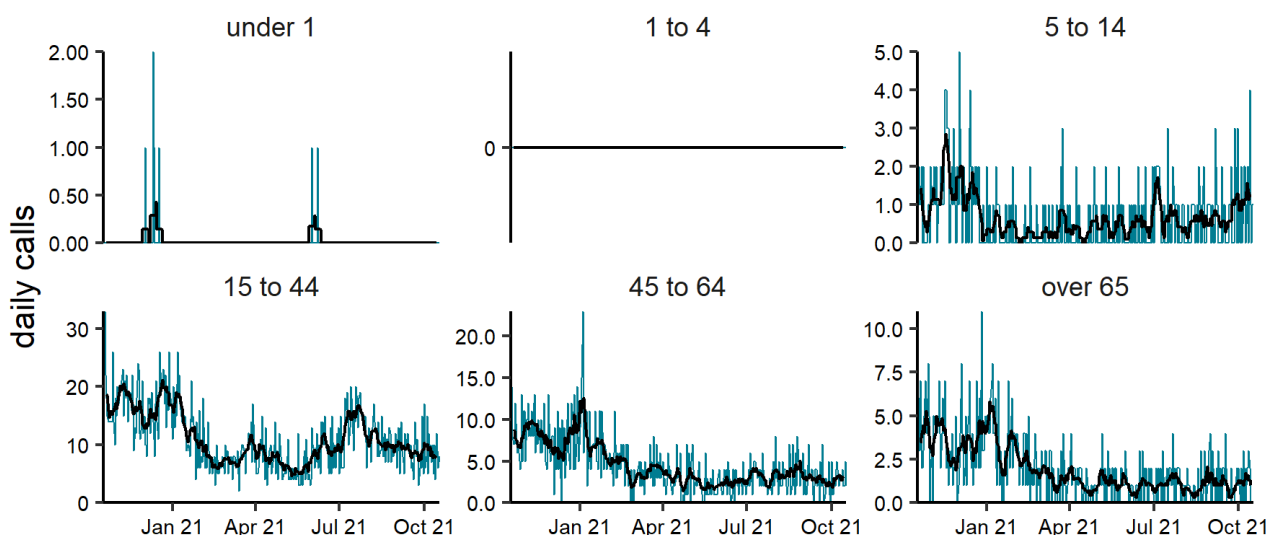 under 1
1 to 4
5 to 14
2.00
1.50
1.00
0.50
0.00
0
5.0
4.0
3.0
2.0
1.0
0.0
daily calls
15 to 44
45 to 64
over 65
30
20
10
0
20.0
15.0
10.0
5.0
0.0
10.0
7.5
5.0
2.5
0.0
Jan 21 Apr 21 Jul 21 Oct 21
Jan 21 Apr 21 Jul 21 Oct 21
Jan 21 Apr 21 Jul 21 Oct 21